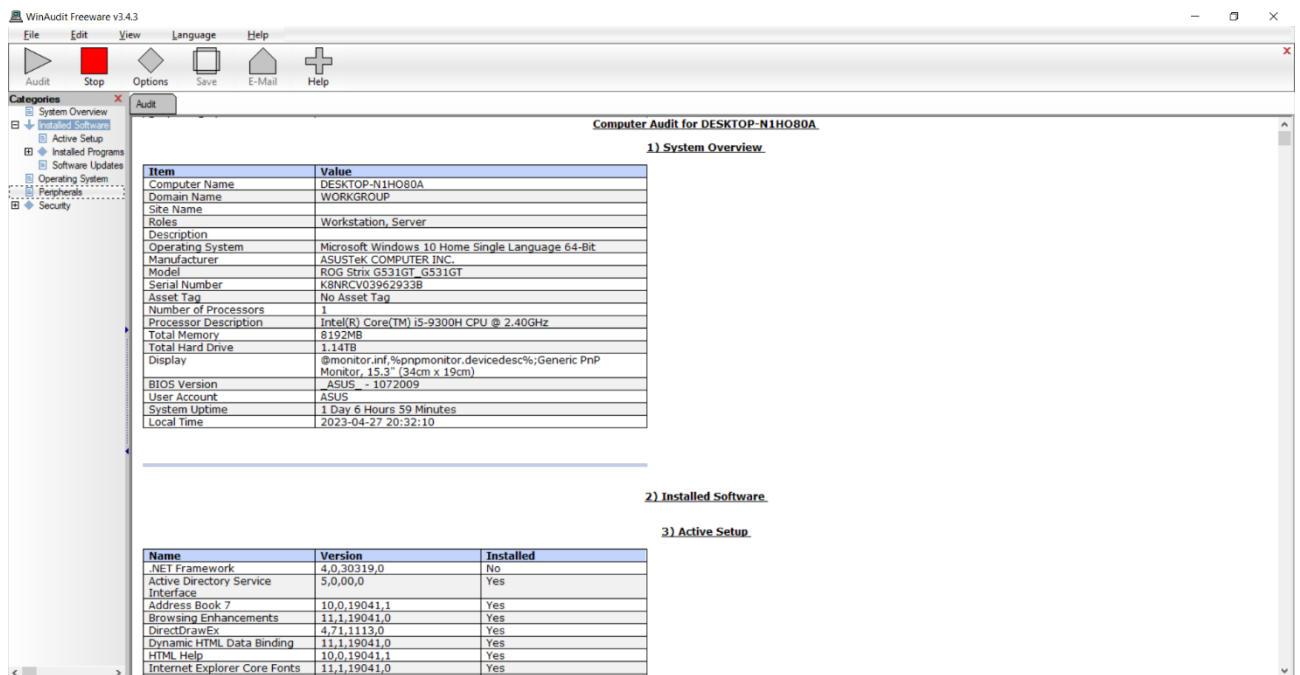 WinAudit Freeware v3.4.3
File Edit View Language Help
Audit Stop Options Save E-Mail Help
Categories
System Overview
Installed Software
Active Setup
Installed Programs
Software Updates
Operating System
Peripherals
Security
Audit
Computer Audit for DESKTOP-N1HO80A
1) System Overview
Item Value
Computer Name DESKTOP-N1HO80A
Domain Name WORKGROUP
Site Name
Roles Workstation, Server
Description
Operating System Microsoft Windows 10 Home Single Language 64-Bit
Manufacturer ASUSTeK COMPUTER INC.
Model ROG Strix G531GT_G531GT
Serial Number K8NRCV03962933B
Asset Tag No Asset Tag
Number of Processors 1
Processor Description Intel(R) Core(TM) i5-9300H CPU @ 2.40GHz
Total Memory 8192MB
Total Hard Drive 1.14TB
Display @monitor.inf,%pnpmonitor.devicedesc%;Generic PnP
Monitor, 15.3" (34cm x 19cm)
BIOS Version _ASUS_ - 1072009
User Account ASUS
System Uptime 1 Day 6 Hours 59 Minutes
Local Time 2023-04-27 20:32:10
2) Installed Software
3) Active Setup
Name Version Installed
.NET Framework 4,0,30319,0 No
Active Directory Service
Interface 5,0,00,0 Yes
Address Book 7 10,0,19041,1 Yes
Browsing Enhancements 11,1,19041,0 Yes
DirectDrawEx 4,71,1113,0 Yes
Dynamic HTML Data Binding 11,1,19041,0 Yes
HTML Help 10,0,19041,1 Yes
Internet Explorer Core Fonts 11,1,19041,0 Yes